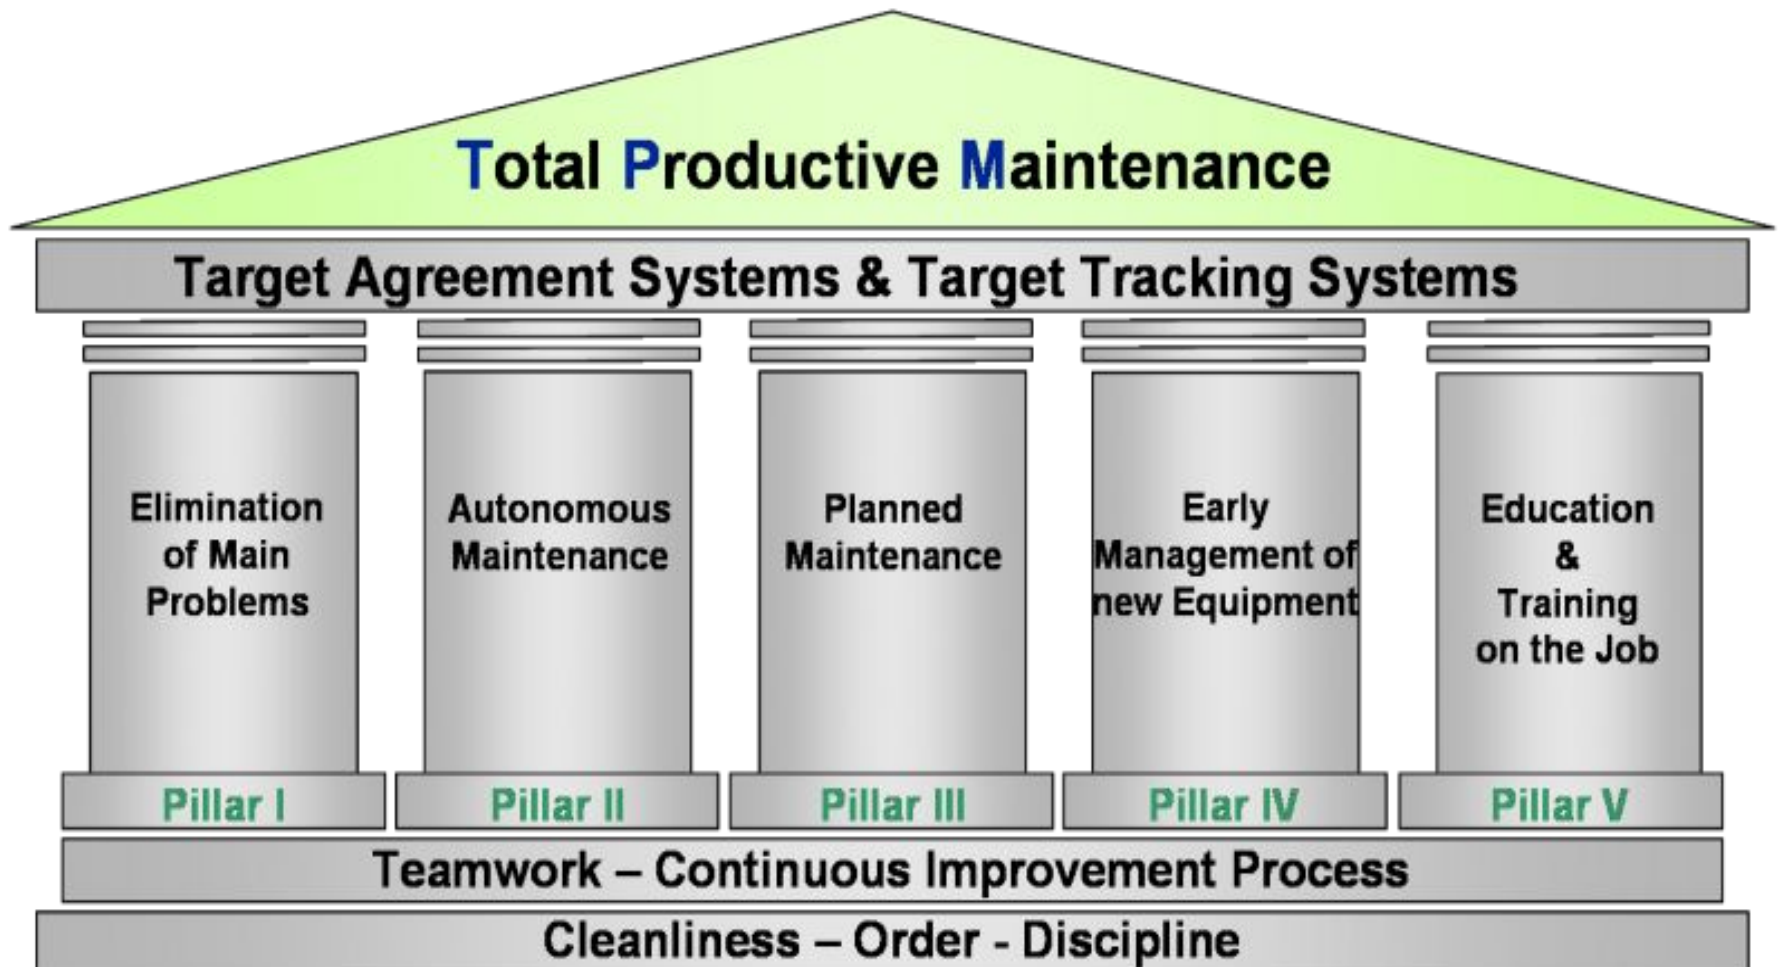 Total Productive Maintenance
Target Agreement Systems & Target Tracking Systems
Elimination
of Main
Problems
Autonomous
Maintenance
Planned
Maintenance
Early
Management of
new Equipment
Education
&
Training
on the Job
Pillar I
Pillar II
Pillar III
Pillar IV
Pillar V
Teamwork – Continuous Improvement Process
Cleanliness – Order - Discipline